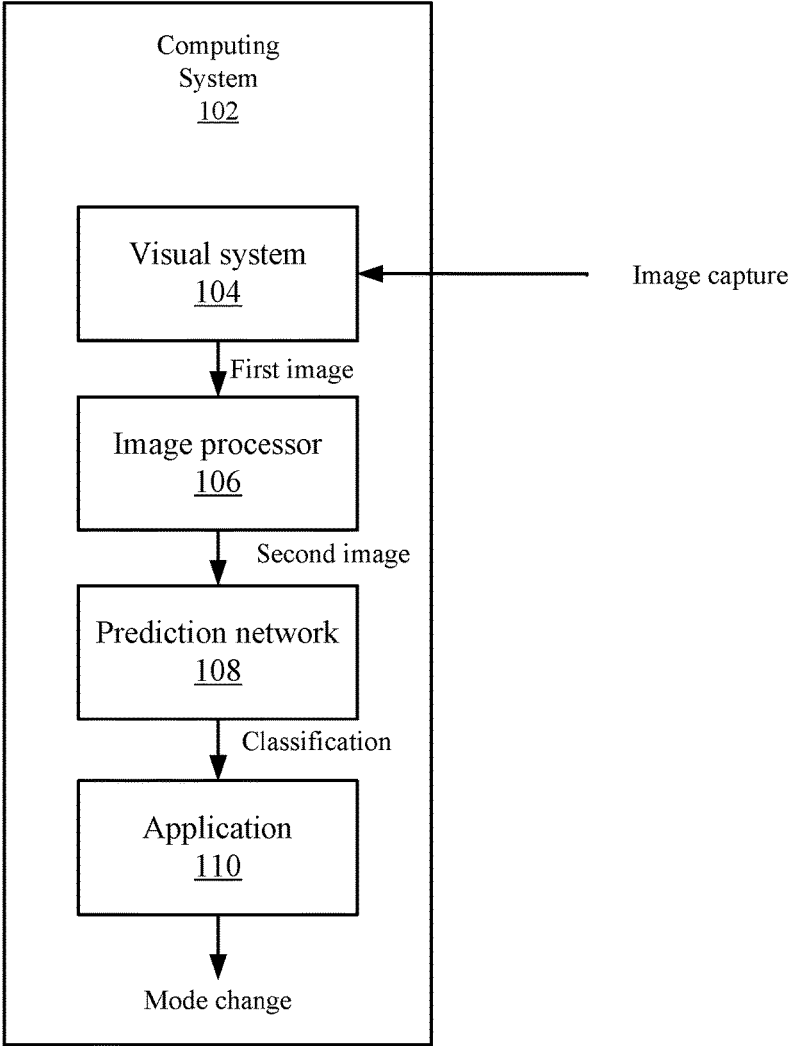 Computing
System
102
Visual system
104
Image capture
First image
Image processor
106
Second image
Prediction network
108
Classification
Application
110
Mode change